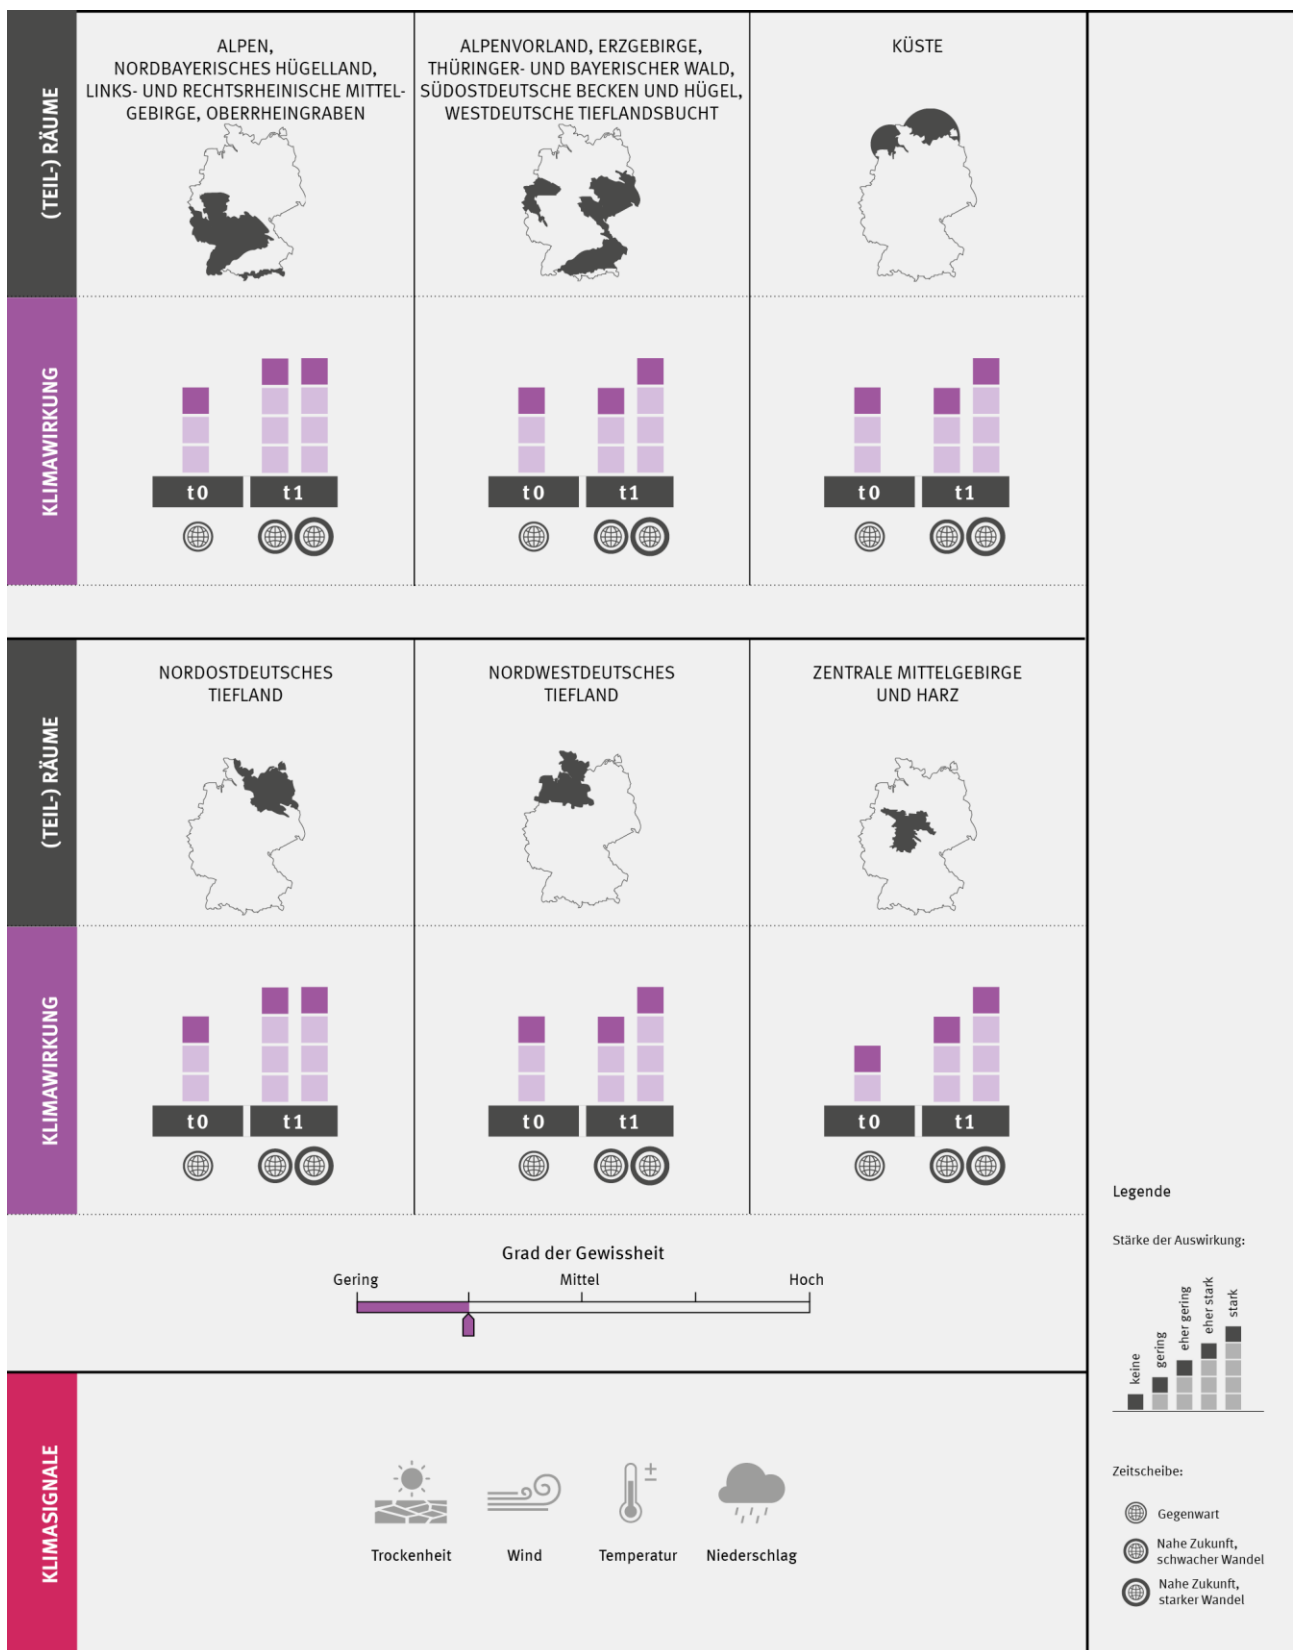 (TEIL-) RÄUME
ALPEN,
NORDBAYERISCHES HÜGELLAND,
LINKS- UND RECHTSRHEINISCHE MITTEL-
GEBIRGE, OBERRHEINGRABEN
ALPENVORLAND, ERZGEBIRGE,
THÜRINGER- UND BAYERISCHER WALD,
SÜDOSTDEUTSCHE BECKEN UND HÜGEL,
WESTDEUTSCHE TIEFLANDSBUCHT
KÜSTE
KLIMAWIRKUNG
t0 t1
t0 t1
t0 t1
(TEIL-) RÄUME
NORDOSTDEUTSCHES
TIEFLAND
NORDWESTDEUTSCHES
TIEFLAND
ZENTRALE MITTELGEBIRGE
UND HARZ
KLIMAWIRKUNG
t0 t1
t0 t1
t0 t1
Grad der Gewissheit
Gering Mittel Hoch
KLIMASIGNALE
Trockenheit
Wind
Temperatur
Niederschlag
Legende
Stärke der Auswirkung:
keine
gering
eher gering
eher stark
stark
Zeitscheibe:
Gegenwart
Nahe Zukunft,
schwacher Wandel
Nahe Zukunft,
starker Wandel